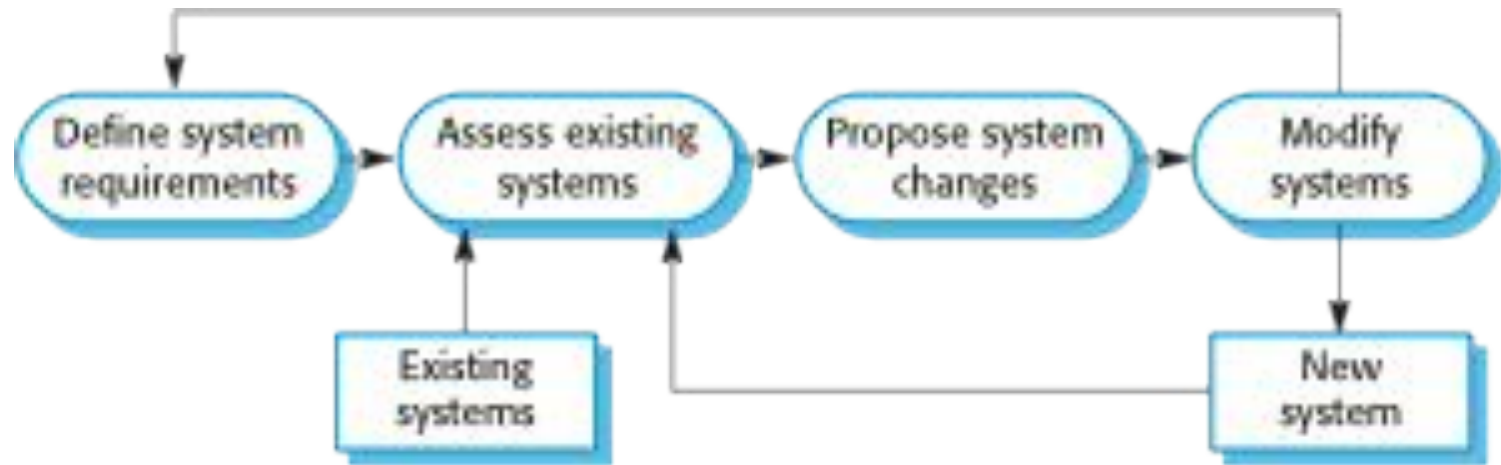 Define system
requirements
Assess existing
systems
Propose system
changes
Modify
systems
Existing
systems
New
system